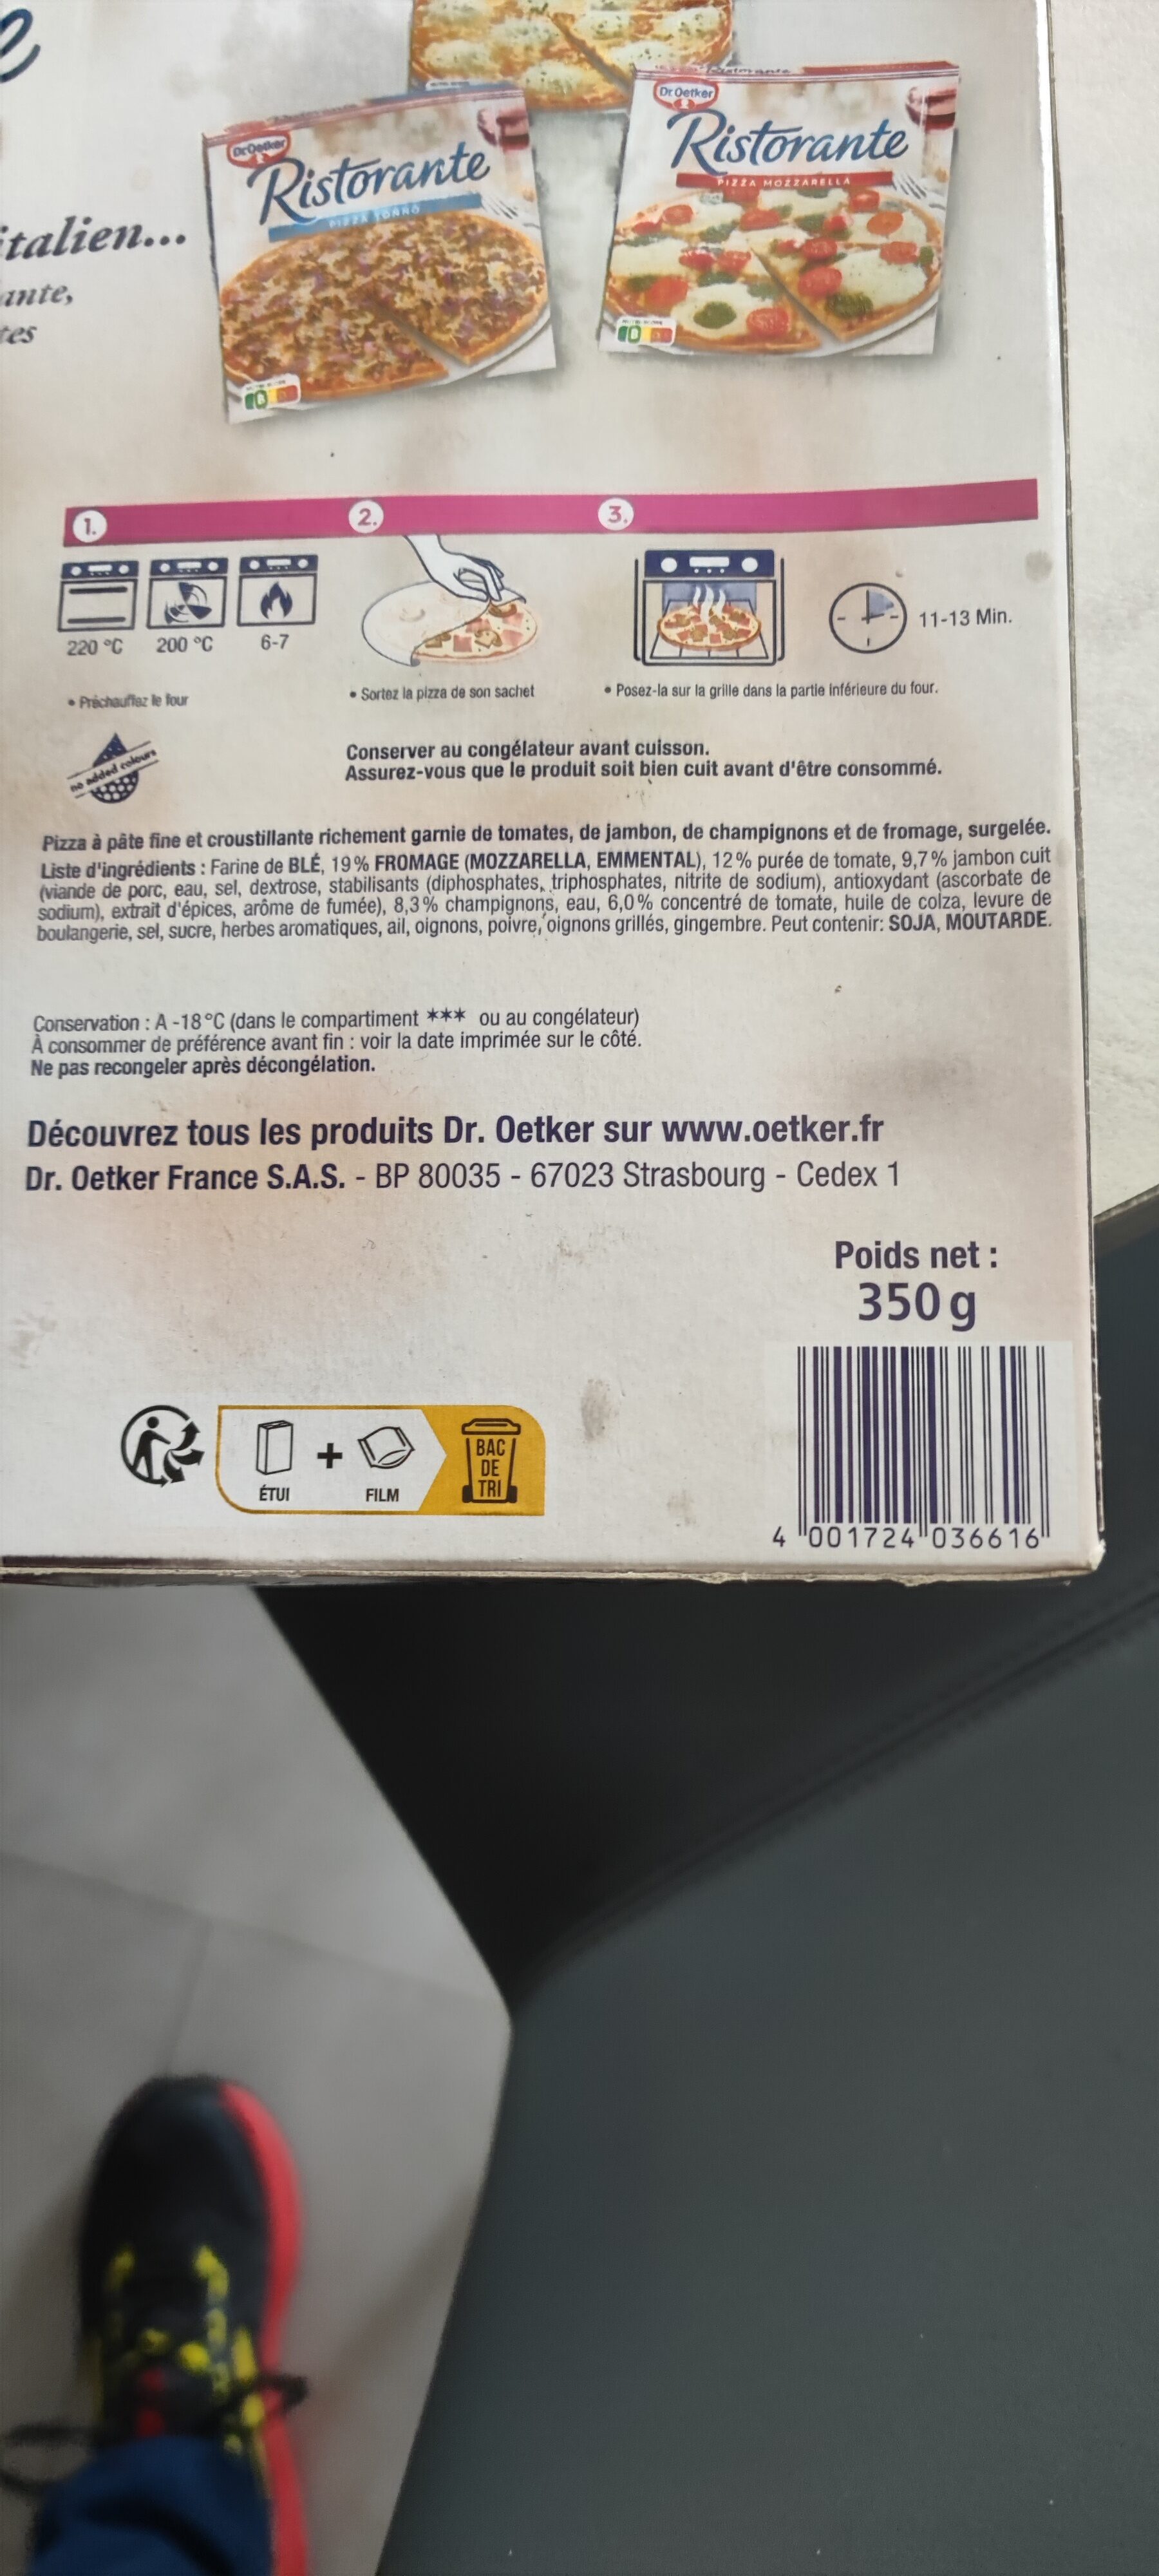 e
italien...
ante,
tes
Dr.Oetker
Ristorante
PIZZA TONNO
Dr.Oetker
Ristorante
PIZZA MOZZARELLA
B
B
1.
2.
3.
220 °C
200 °C
6-7
11-13 Min.
• Préchauffez le four
• Sortez la pizza de son sachet
• Posez-la sur la grille dans la partie inférieure du four.
no added colours
Conserver au congélateur avant cuisson.
Assurez-vous que le produit soit bien cuit avant d'être consommé.
Pizza à pâte fine et croustillante richement garnie de tomates, de jambon, de champignons et de fromage, surgelée.
Liste d'ingrédients : Farine de BLÉ, 19% FROMAGE (MOZZARELLA, EMMENTAL), 12% purée de tomate, 9,7% jambon cuit
(viande de porc, eau, sel, dextrose, stabilisants (diphosphates, triphosphates, nitrite de sodium), antioxydant (ascorbate de
sodium), extrait d'épices, arôme de fumée), 8,3% champignons, eau, 6,0% concentré de tomate, huile de colza, levure de
boulangerie, sel, sucre, herbes aromatiques, ail, oignons, poivre, oignons grillés, gingembre. Peut contenir: SOJA, MOUTARDE.
Conservation : A -18°C (dans le compartiment *** ou au congélateur)
À consommer de préférence avant fin : voir la date imprimée sur le côté.
Ne pas recongeler après décongélation.
Découvrez tous les produits Dr. Oetker sur www.oetker.fr
Dr. Oetker France S.A.S. - BP 80035 - 67023 Strasbourg - Cedex 1
Poids net :
350 g
ÉTUI
+
FILM
BAC
DE
TRI
4 001724 036616